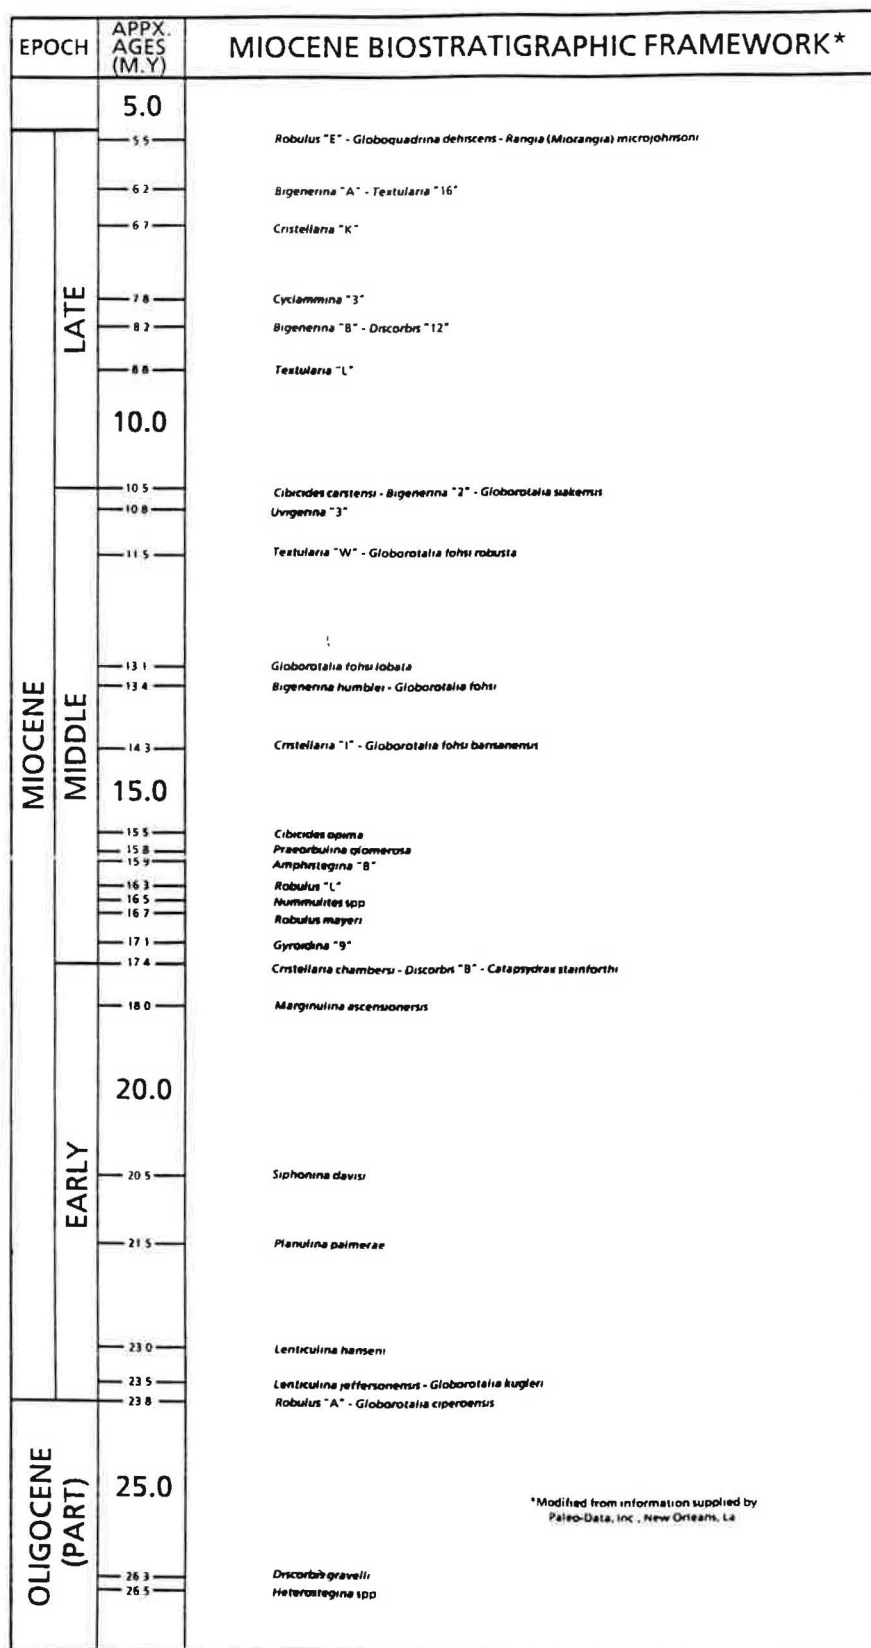 EPOCH
APPX. AGES (M.Y)
MIOCENE BIOSTRATIGRAPHIC FRAMEWORK*
5.0
5.5 Robulus "E" - Globoquadrina dehiscens - Rangia (Miorangia) microjohnsoni
6.2 Bigenerina "A" - Textularia "16"
6.7 Cristellaria "K"
7.8 Cyclammina "3"
8.2 Bigenerina "B" - Discorbis "12"
8.8 Textularia "L"
LATE
10.0
10.5 Cibicides carstensi - Bigenerina "2" - Globorotalia siakensis
10.8 Uvigerina "3"
11.5 Textularia "W" - Globorotalia fohsi robusta
13.1 Globorotalia fohsi lobata
13.4 Bigenerina humblei - Globorotalia fohsi
MIOCENE
MIDDLE
14.3 Cristellaria "I" - Globorotalia fohsi barisanensis
15.0
15.5 Cibicides opima
15.8 Praeorbulina glomerosa
15.9 Amphistegina "B"
16.3 Robulus "L"
16.5 Nummulites spp
16.7 Robulus mayeri
17.1 Gyroidina "9"
17.4 Cristellaria chambersi - Discorbis "B" - Catapsydrax stainforthi
18.0 Marginulina ascensionensis
20.0
EARLY
20.5 Siphonina davisi
21.5 Planulina palmerae
23.0 Lenticulina hanseni
23.5 Lenticulina jeffersonensis - Globorotalia kugleri
23.8 Robulus "A" - Globorotalia ciperoensis
OLIGOCENE
(PART)
25.0
*Modified from information supplied by
Paleo-Data, Inc., New Orleans, La
26.3 Discorbis gravelli
26.5 Heterostegina spp